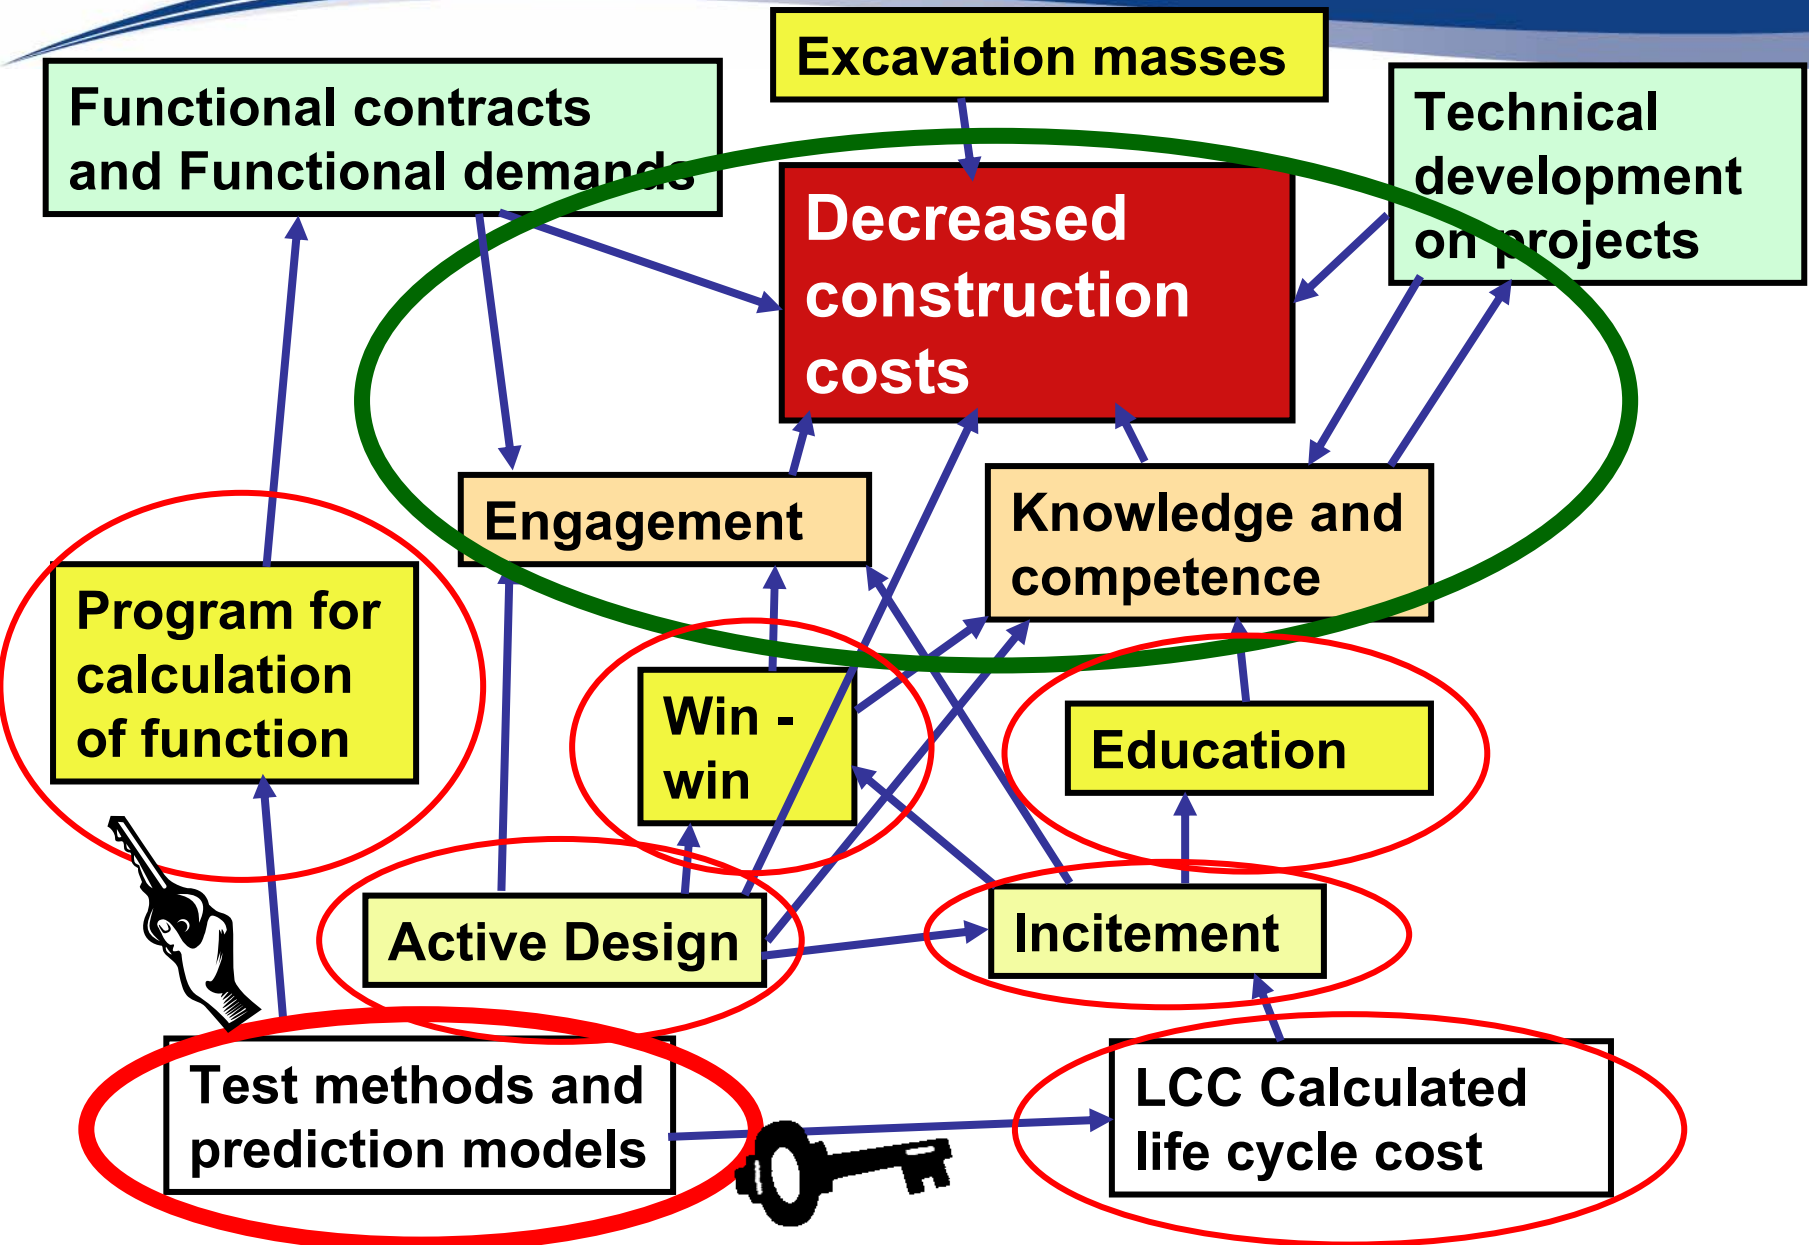 Excavation masses
Functional contracts
and Functional demands
Technical
development
on projects
Decreased
construction
costs
Engagement
Knowledge and
competence
Program for
calculation
of function
Win -
win
Education
Active Design
Incitement
Test methods and
prediction models
LCC Calculated
life cycle cost